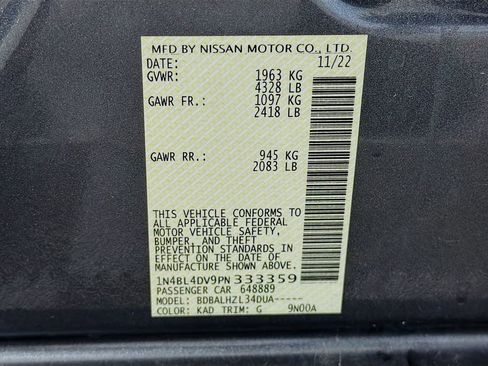 MFD BY NISSAN MOTOR CO., LTD.
DATE: 11/22
GVWR: 1963 KG
4328 LB
GAWR FR.: 1097 KG
2418 LB
GAWR RR.: 945 KG
2083 LB
THIS VEHICLE CONFORMS TO
ALL APPLICABLE FEDERAL
MOTOR VEHICLE SAFETY,
BUMPER, AND THEFT
PREVENTION STANDARDS IN
EFFECT ON THE DATE OF
MANUFACTURE SHOWN ABOVE.
1N4BL4DV9PN333359
PASSENGER CAR 648889
MODEL: BDBALHZL34DUA-----
COLOR: KAD TRIM: G 9N00A